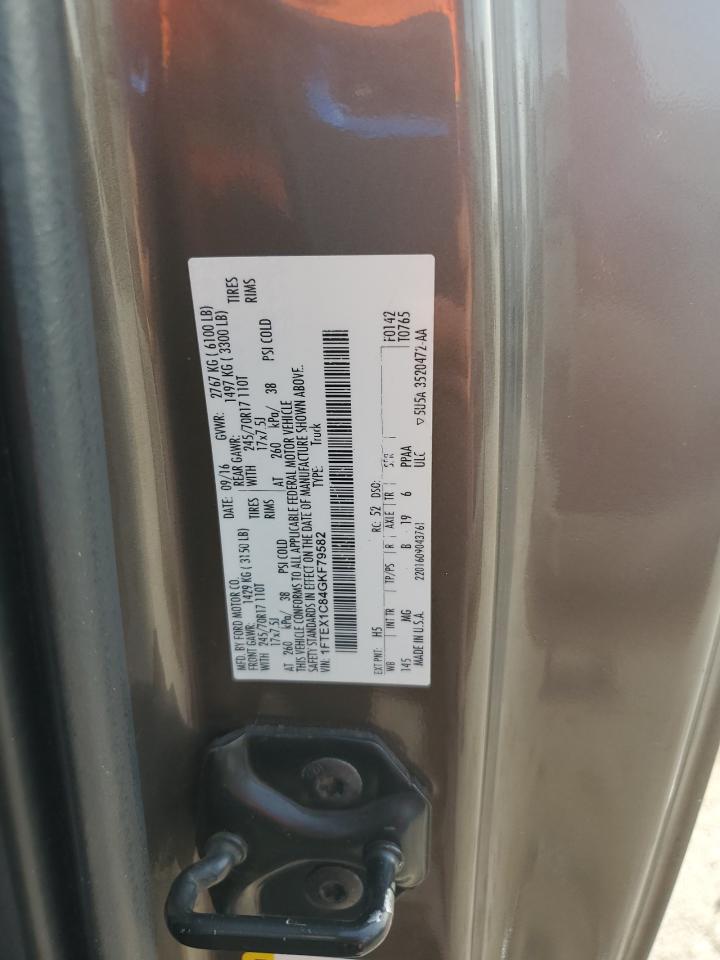 MFD. BY FORD MOTOR CO. DATE: 09/16 GVWR: 2767 KG ( 6100 LB)
FRONT GAWR: 1429 KG ( 3150 LB) REAR GAWR: 1497 KG ( 3300 LB)
WITH 245/70R17 110T TIRES WITH 245/70R17 110T TIRES
17x7.5J RIMS 17x7.5J RIMS
AT 260 kPa/ 38 PSI COLD AT 260 kPa/ 38 PSI COLD
THIS VEHICLE CONFORMS TO ALL APPLICABLE FEDERAL MOTOR VEHICLE
SAFETY STANDARDS IN EFFECT ON THE DATE OF MANUFACTURE SHOWN ABOVE.
VIN: 1FTEX1C84GKF79582 TYPE: Truck
EXT PNT: H5 RC: 52 DSO: F0142
WB INT TR TP/PS R AXLE TR T0765
145 MG B 19 6 PPAA
ULC
MADE IN U.S.A. 2201609043761 5U5A 3520472 AA